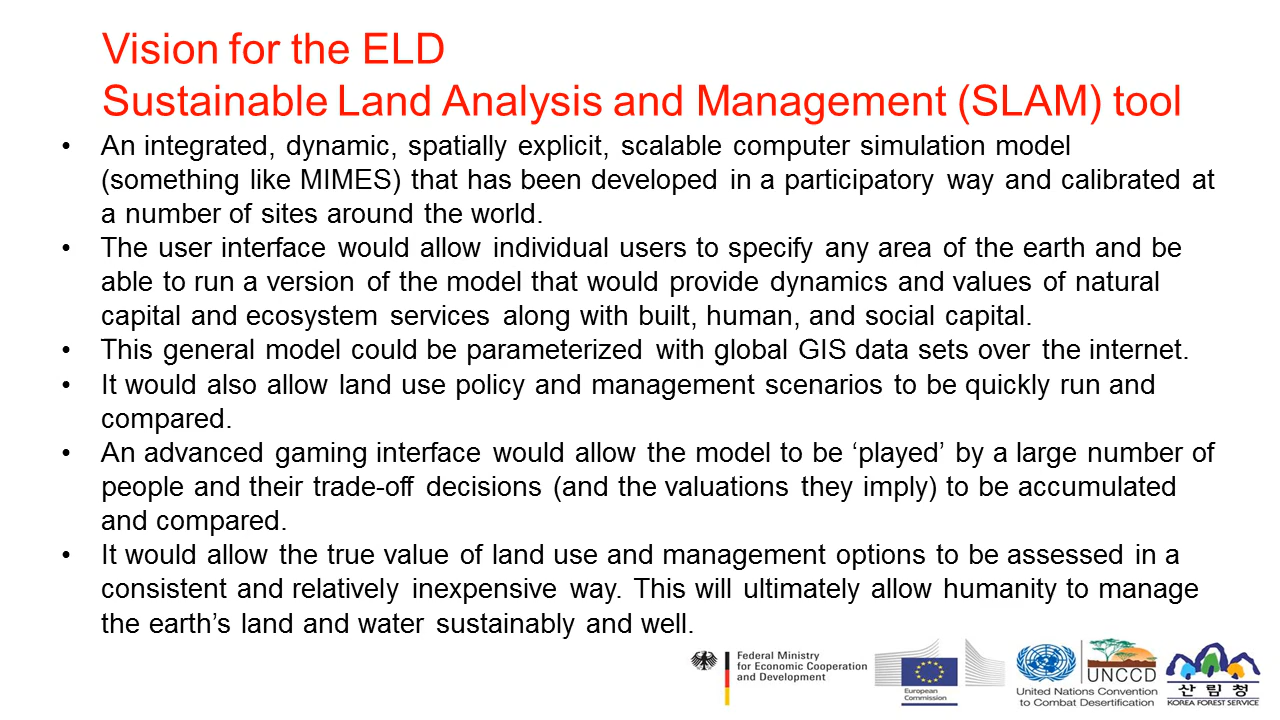 Vision for the ELD
Sustainable Land Analysis and Management (SLAM) tool
• An integrated, dynamic, spatially explicit, scalable computer simulation model
(something like MIMES) that has been developed in a participatory way and calibrated at
a number of sites around the world.
• The user interface would allow individual users to specify any area of the earth and be
able to run a version of the model that would provide dynamics and values of natural
capital and ecosystem services along with built, human, and social capital.
• This general model could be parameterized with global GIS data sets over the internet.
• It would also allow land use policy and management scenarios to be quickly run and
compared.
• An advanced gaming interface would allow the model to be ‘played’ by a large number of
people and their trade-off decisions (and the valuations they imply) to be accumulated
and compared.
• It would allow the true value of land use and management options to be assessed in a
consistent and relatively inexpensive way. This will ultimately allow humanity to manage
the earth’s land and water sustainably and well.
Federal Ministry
for Economic Cooperation
and Development
European
Commission
UNCCD
United Nations Convention
to Combat Desertification
산림청
KOREA FOREST SERVICE